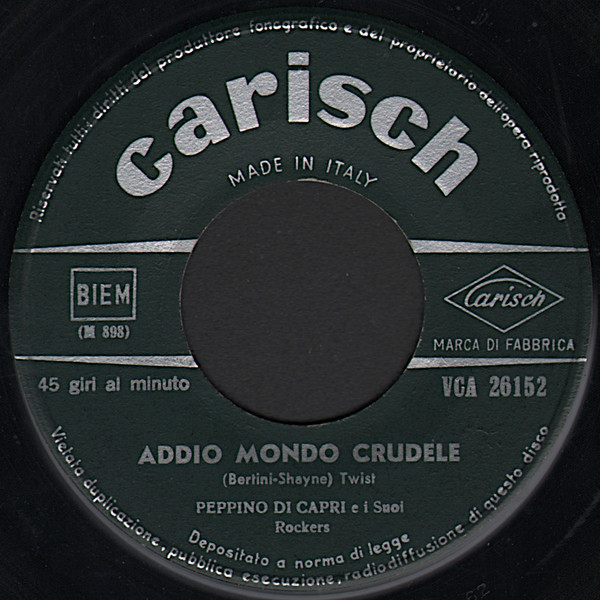 Riservati tutti i diritti del produttore fonografico e del proprietario dell'opera riprodotta
carisch
MADE IN ITALY
BIEM
(M 898)
Carisch
MARCA DI FABBRICA
45 giri al minuto
VCA 26152
ADDIO MONDO CRUDELE
(Bertini-Shayne) Twist
PEPPINO DI CAPRI e i Suoi
Rockers
Depositato a norma di legge
Vietata duplicazione, pubblica esecuzione, radiodiffusione di questo disco